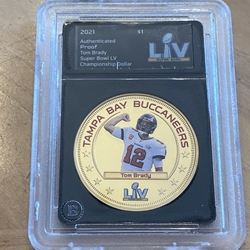 2021 $1
Authenticated
Proof
Tom Brady
Super Bowl LV
Championship Dollar
LV
TAMPA BAY BUCCANEERS
12
Tom Brady
LV